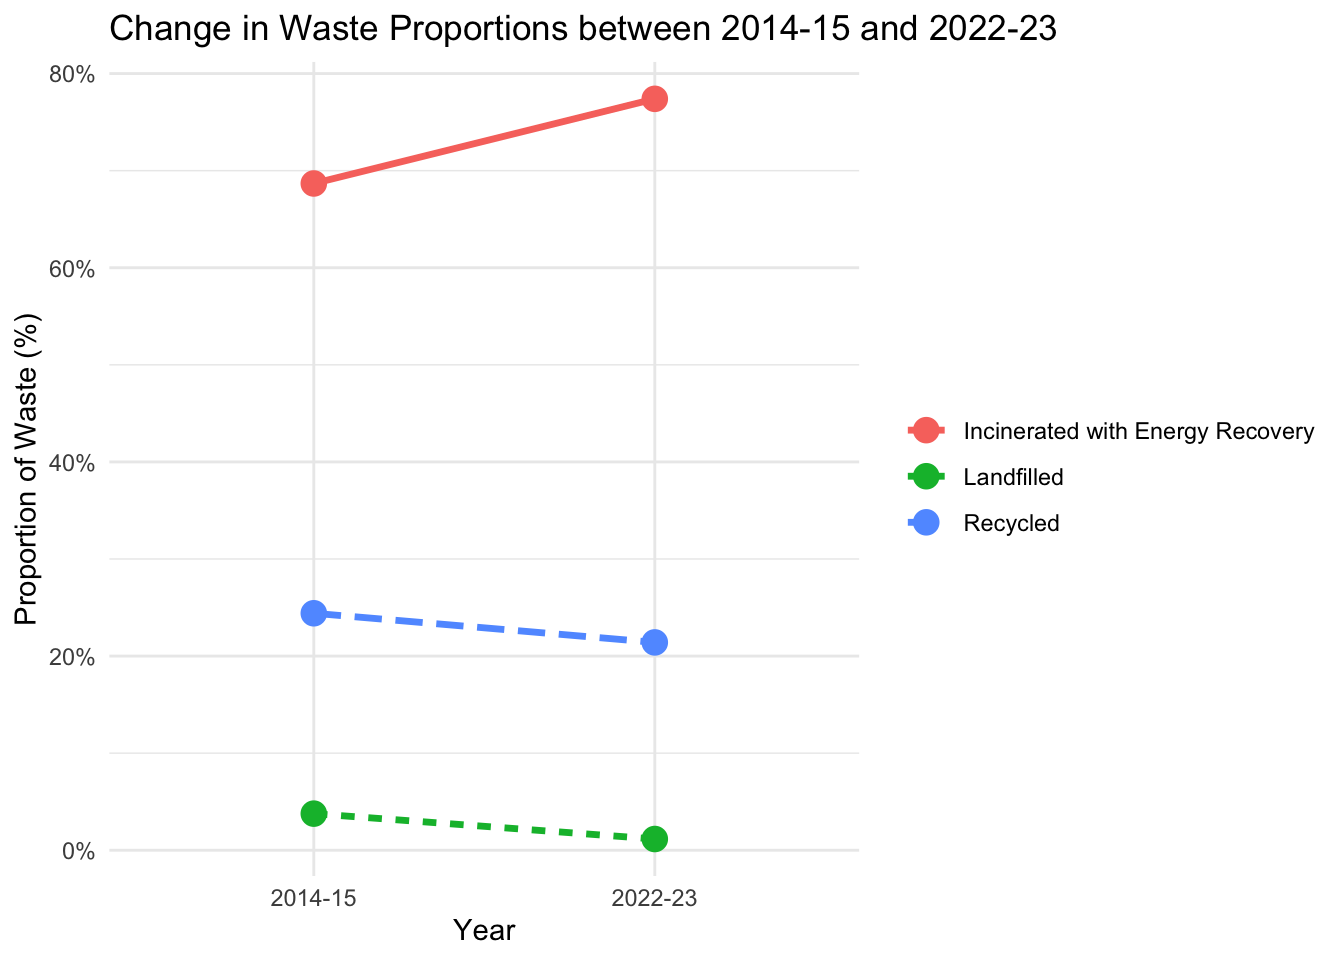 Change in Waste Proportions between 2014-15 and 2022-23
80%
60%
40%
20%
0%
Proportion of Waste (%)
2014-15
2022-23
Year
Incinerated with Energy Recovery
Landfilled
Recycled